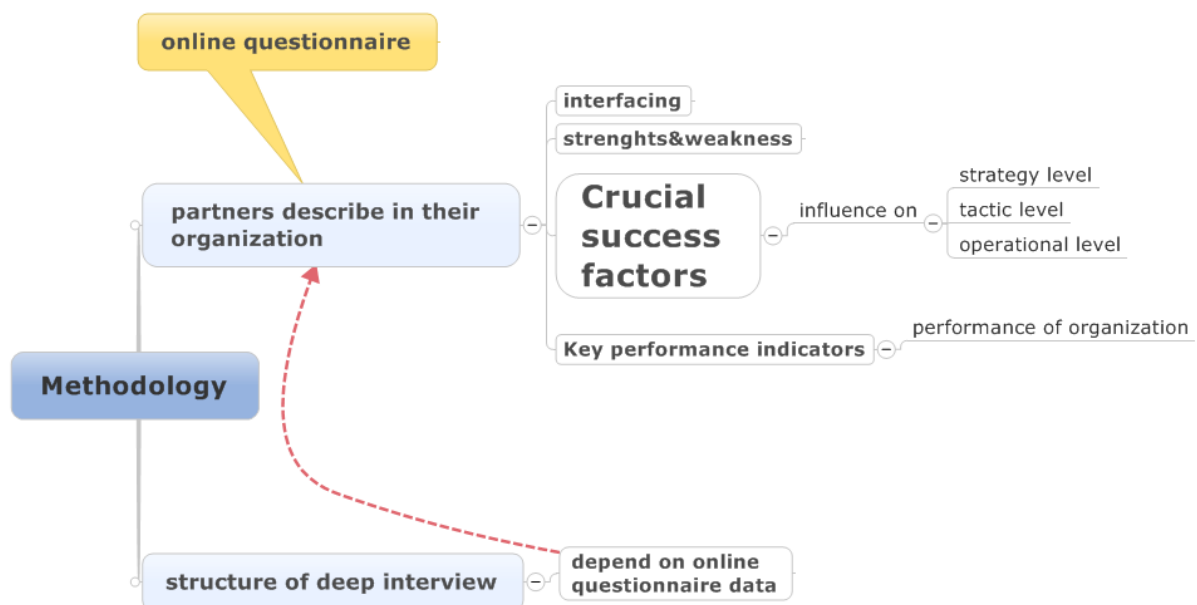 online questionnaire
interfacing
strenghts&weakness
partners describe in their
organization
Crucial
success
factors
influence on
strategy level
tactic level
operational level
Key performance indicators
performance of organization
Methodology
structure of deep interview
depend on online
questionnaire data